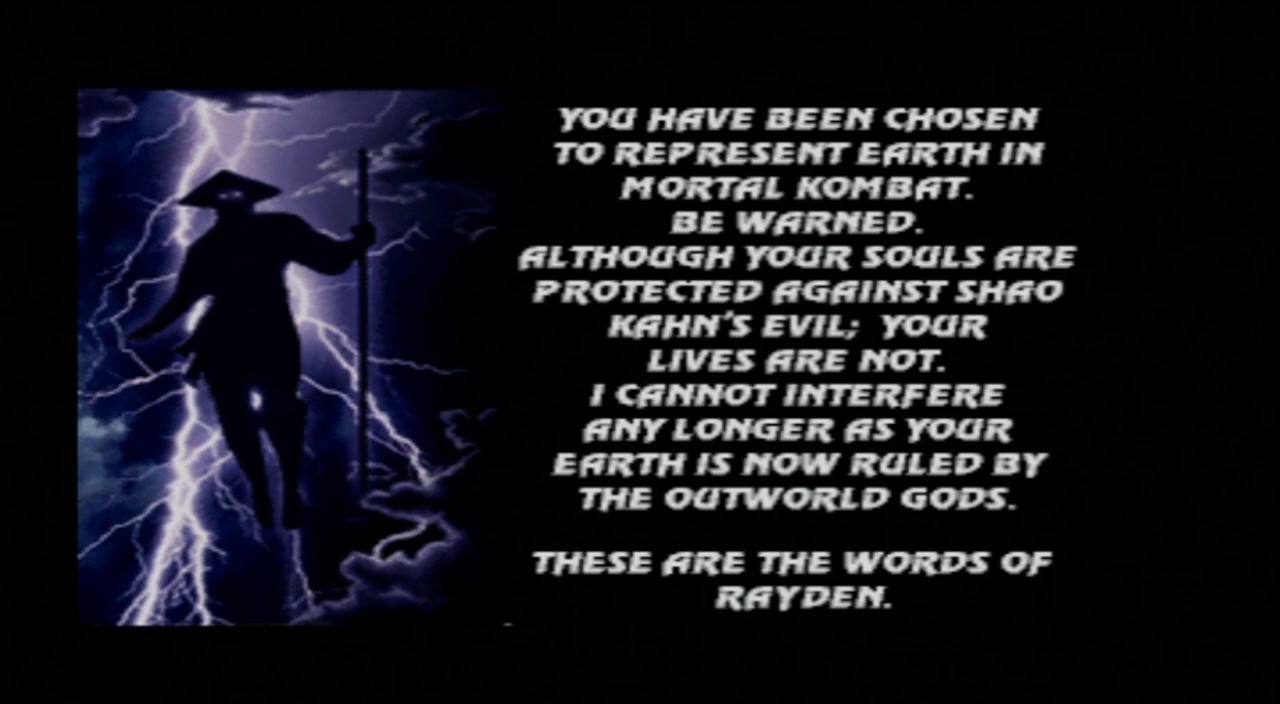 YOU HAVE BEEN CHOSEN
TO REPRESENT EARTH IN
MORTAL KOMBAT.
BE WARNED.
ALTHOUGH YOUR SOULS ARE
PROTECTED AGAINST SHAO
KAHN'S EVIL; YOUR
LIVES ARE NOT.
I CANNOT INTERFERE
ANY LONGER AS YOUR
EARTH IS NOW RULED BY
THE OUTWORLD GODS.
THESE ARE THE WORDS OF
RAYDEN.